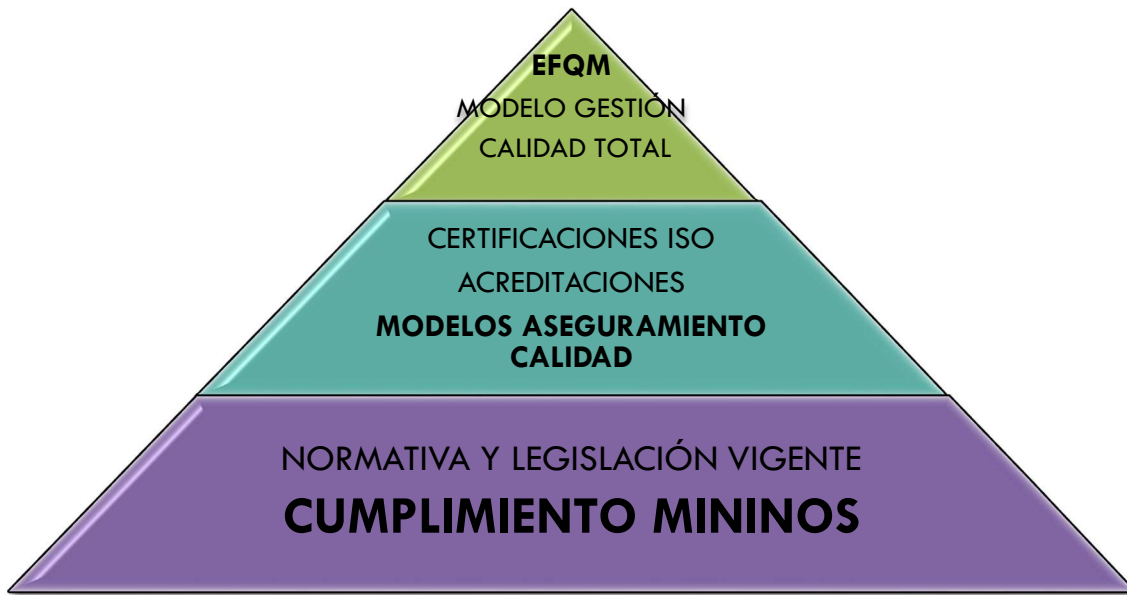 EFQM
MODELO GESTIÓN
CALIDAD TOTAL
CERTIFICACIONES ISO
ACREDITACIONES
MODELOS ASEGURAMIENTO
CALIDAD
NORMATIVA Y LEGISLACIÓN VIGENTE
CUMPLIMIENTO MININOS